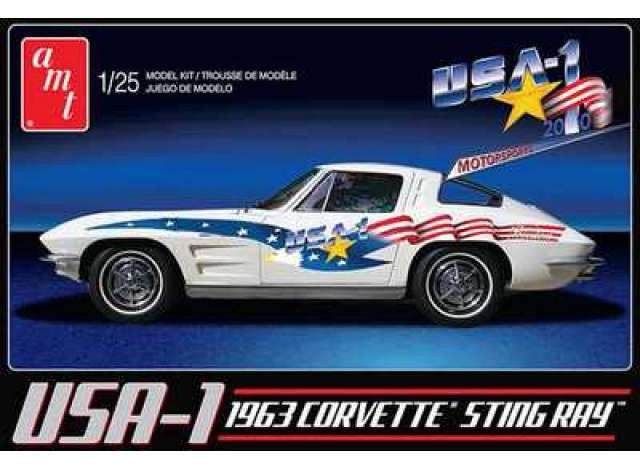 amt
®
1/25 MODEL KIT / TROUSSE DE MODÈLE
JUEGO DE MODELO
USA-1
2010
MOTORSPORTS
USA-1
USA-1 1963 CORVETTE® STING RAY™